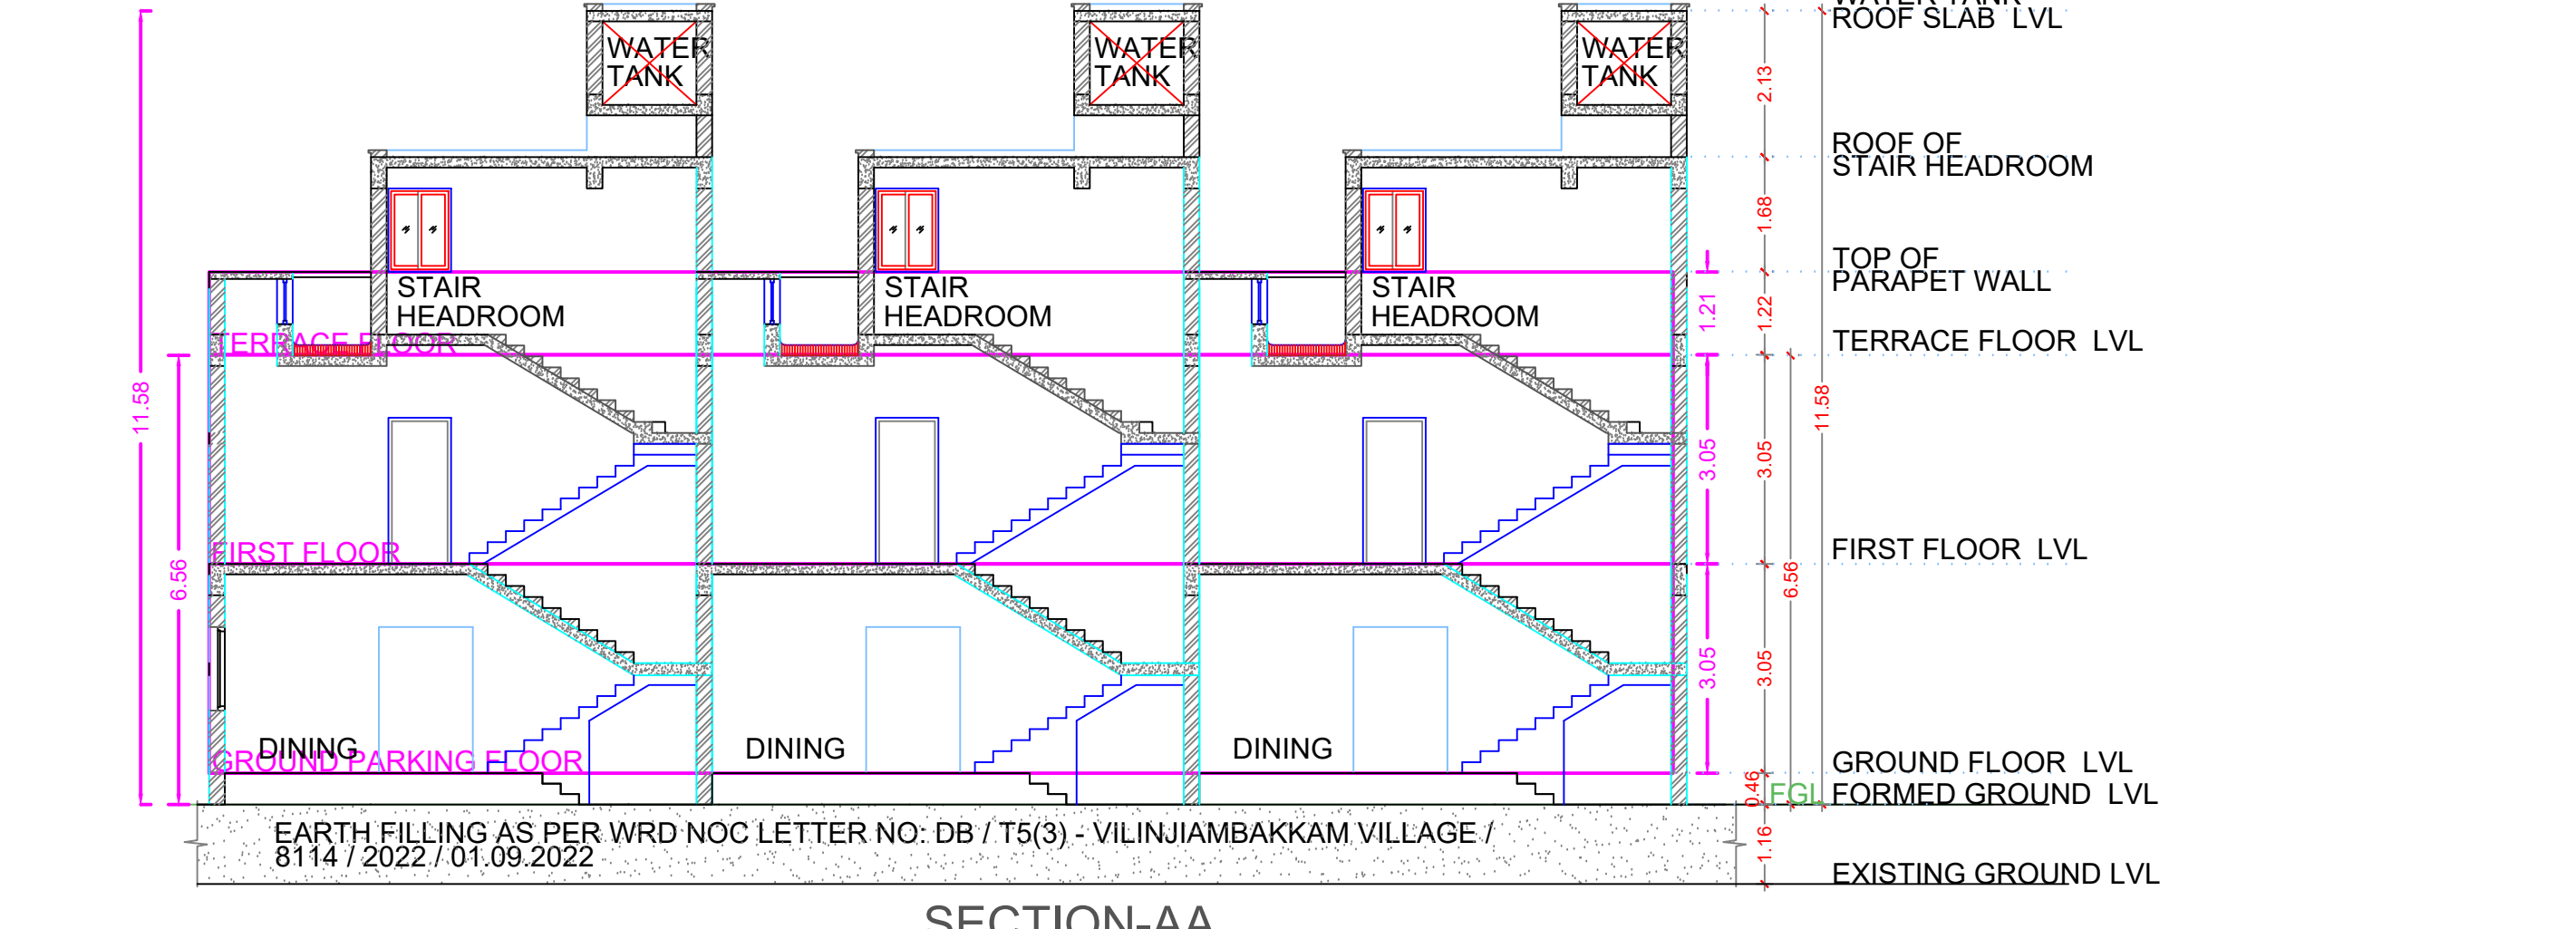 WATER TANK
ROOF SLAB LVL
WATER
TANK
WATER
TANK
WATER
TANK
2.13
ROOF OF
STAIR HEADROOM
1.68
TOP OF
PARAPET WALL
STAIR
HEADROOM
STAIR
HEADROOM
STAIR
HEADROOM
1.21
1.22
TERRACE FLOOR
TERRACE FLOOR LVL
11.58
11.58
3.05
3.05
FIRST FLOOR
FIRST FLOOR LVL
6.56
6.56
3.05
3.05
DINING
DINING
DINING
GROUND PARKING FLOOR
GROUND FLOOR LVL
0.46
FGL
FORMED GROUND LVL
EARTH FILLING AS PER WRD NOC LETTER NO: DB / T5(3) - VILINJIAMBAKKAM VILLAGE /
8114 / 2022 / 01.09.2022
1.16
EXISTING GROUND LVL
SECTION-AA